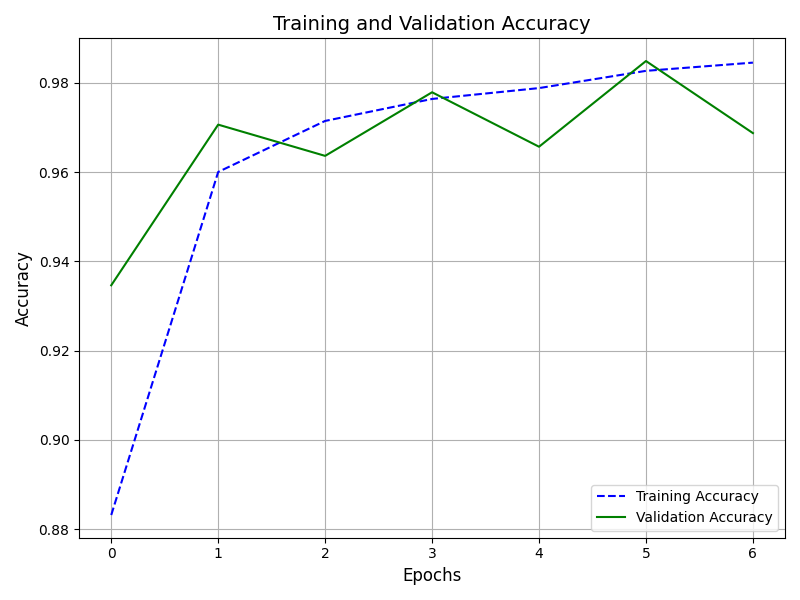 Training and Validation Accuracy
Accuracy
0.98
0.96
0.94
0.92
0.90
0.88
Training Accuracy
Validation Accuracy
0 1 2 3 4 5 6
Epochs